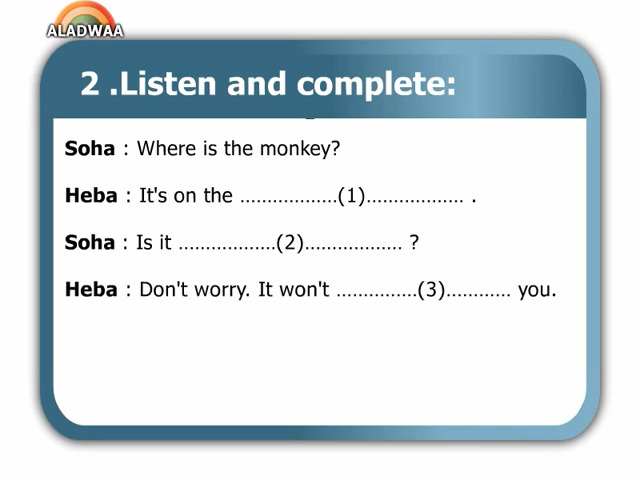 ALADWAA
2 .Listen and complete:
Soha : Where is the monkey?
Heba : It's on the ..................(1).................. .
Soha : Is it ..................(2).................. ?
Heba : Don't worry. It won't ...............(3)............ you.